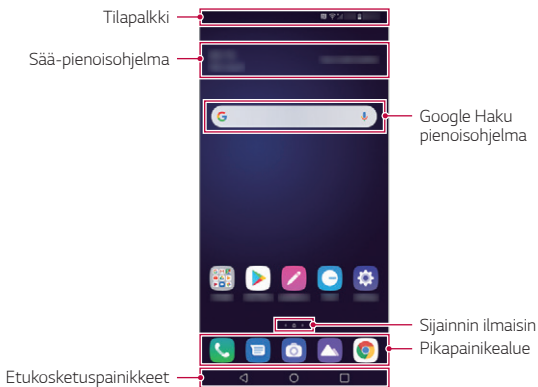 Tilapalkki
Sää-pienoisohjelma
Google Haku
pienoisohjelma
Sijainnin ilmaisin
Pikapainikealue
Etukosketuspainikkeet